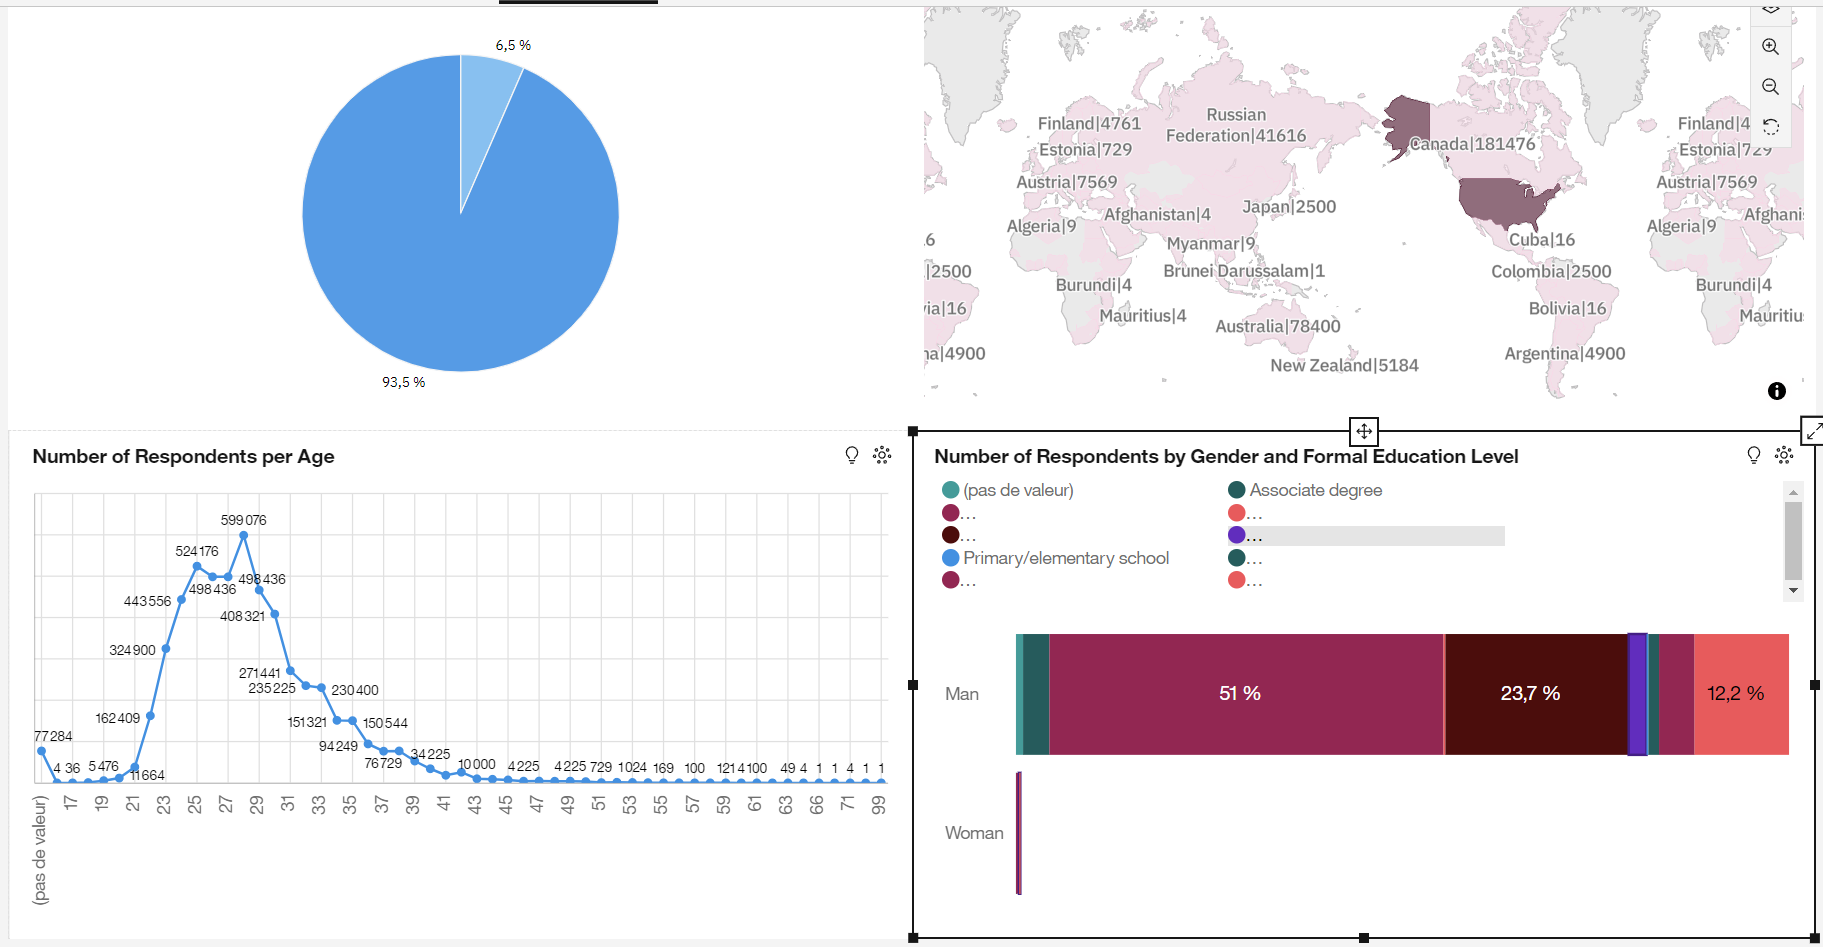 6,5 %
93,5 %
Finland|4761
Russian
Federation|41616
Canada|181476
Finland|4
Estonia|729
Estonia|729
Austria|7569
Austria|7569
Afghanistan|4
Japan|2500
Afghani
Algeria|9
Algeria|9
.6
Myanmar|9
Cuba|16
|2500
Brunei Darussalam|1
Colombia|2500
Burundi|4
Burundi|4
ia|16
Mauritius|4
Bolivia|16
Mauritiu
Australia|78400
a|4900
New Zealand|5184
Argentina|4900
Number of Respondents per Age
599 076
524 176
498 436
498 436
443 556
408 321
324 900
271 441
235 225
230 400
162 409
151 321
150 544
77 284
94 249
34 225
76 729
10 000
4 36 5 476 11 664
4 225 4 225 729 1 024 169 100 121 4 100 49 4 1 1 4 1 1
(pas de valeur) 17 19 21 23 25 27 29 31 33 35 37 39 41 43 45 47 49 51 53 55 57 59 61 63 66 71 99
Number of Respondents by Gender and Formal Education Level
(pas de valeur) Associate degree
... ...
... ...
Primary/elementary school ...
... ...
Man 51 % 23,7 % 12,2 %
Woman